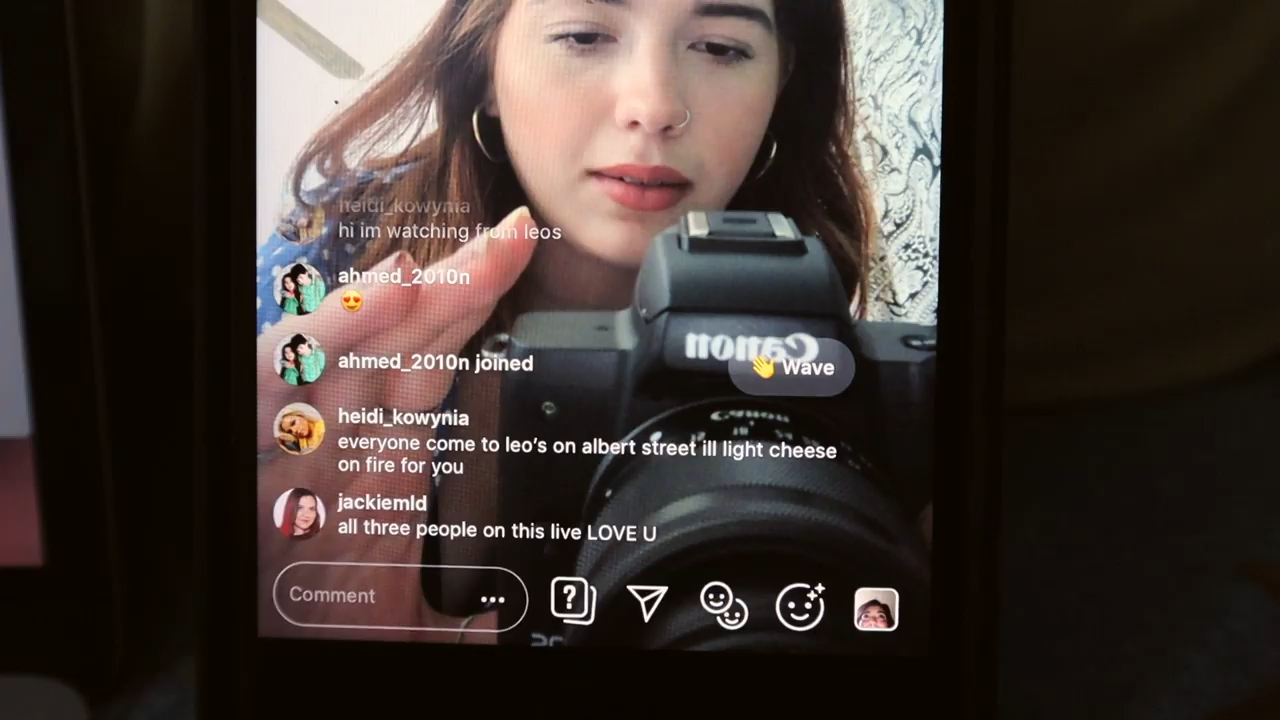 heidi_kowynia
hi im watching from leos
ahmed_2010n
😍
ahmed_2010n joined
Canon
👋 Wave
Canon
heidi_kowynia
everyone come to leo's on albert street ill light cheese
on fire for you
jackiemld
all three people on this live LOVE U
Comment
?